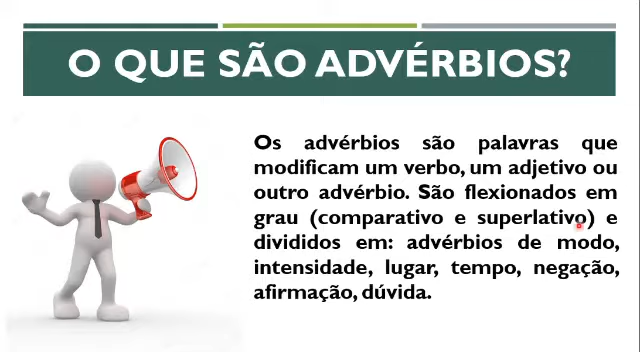 O QUE SÃO ADVÉRBIOS?
Os advérbios são palavras que
modificam um verbo, um adjetivo ou
outro advérbio. São flexionados em
grau (comparativo e superlativo) e
divididos em: advérbios de modo,
intensidade, lugar, tempo, negação,
afirmação, dúvida.